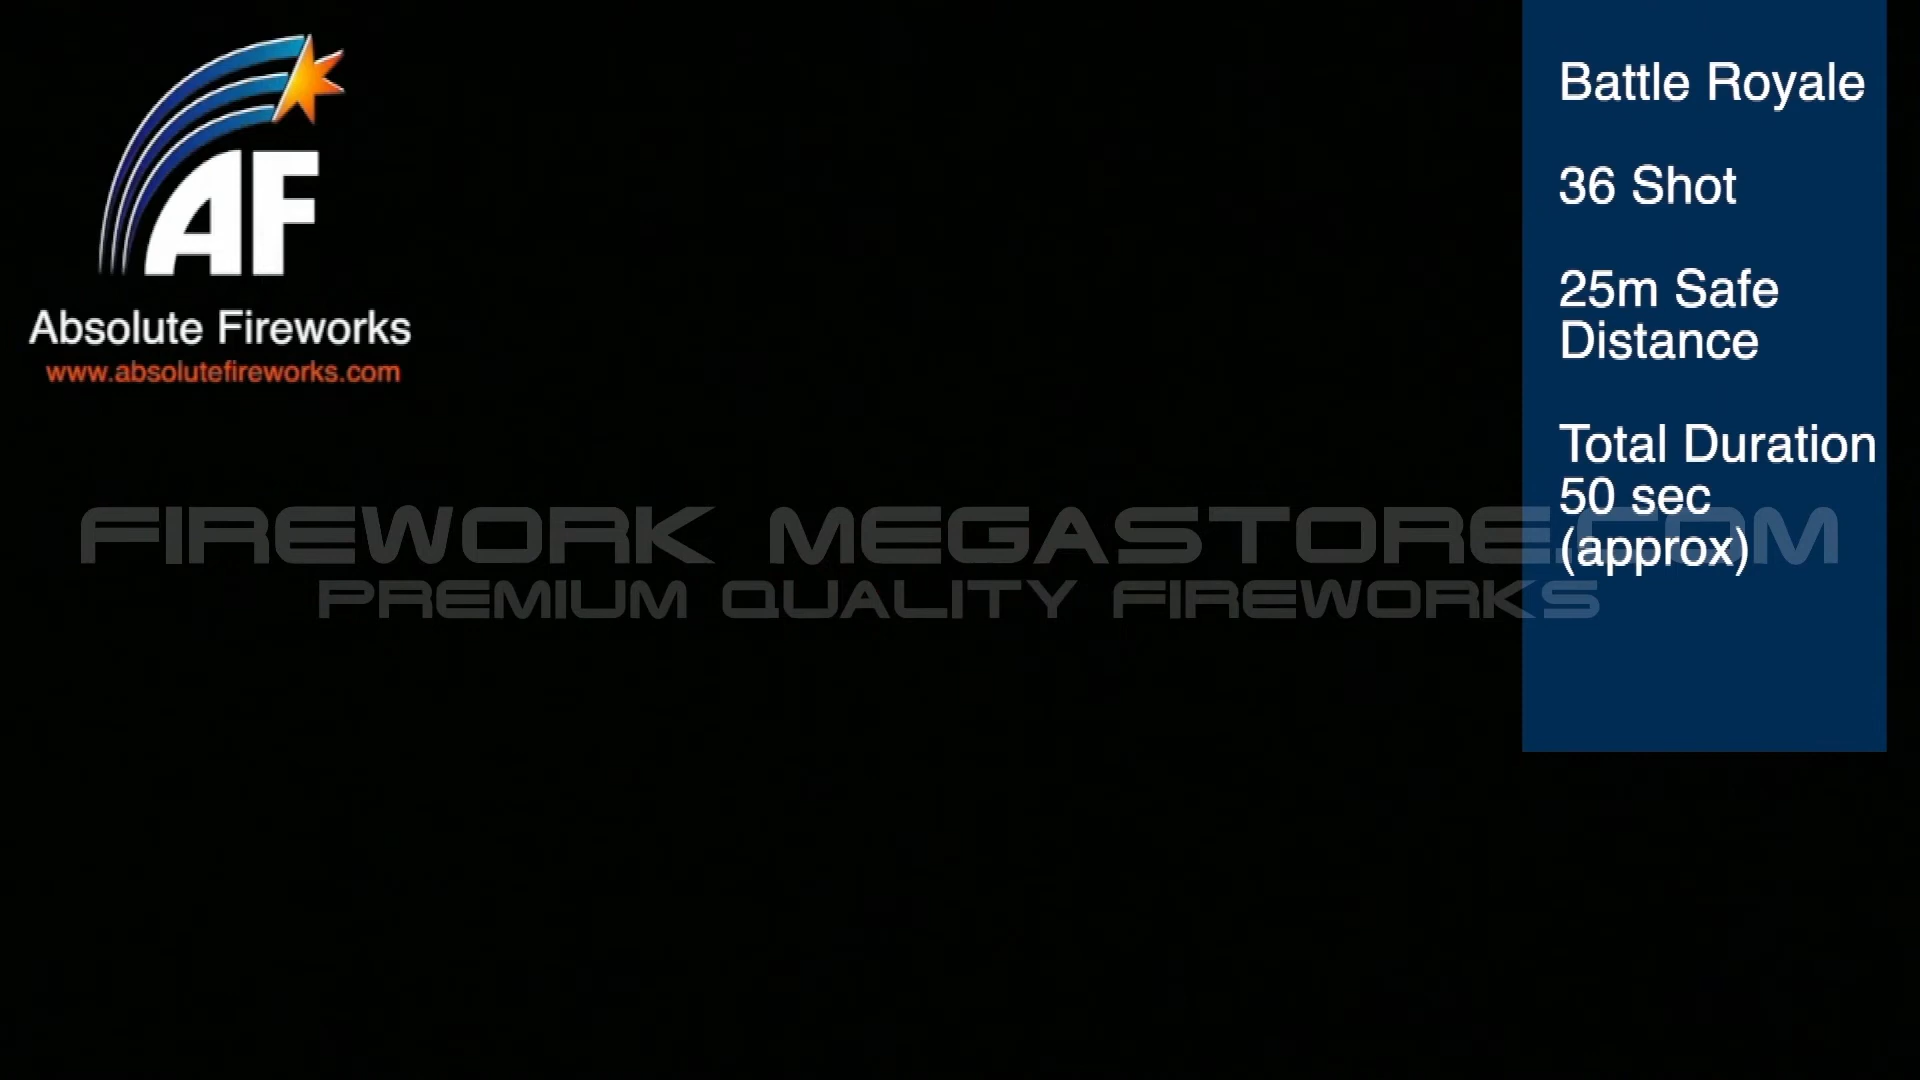 AF
Absolute Fireworks
www.absolutefireworks.com
Battle Royale
36 Shot
25m Safe
Distance
Total Duration
50 sec
(approx)
FIREWORK MEGASTORE.COM
PREMIUM QUALITY FIREWORKS